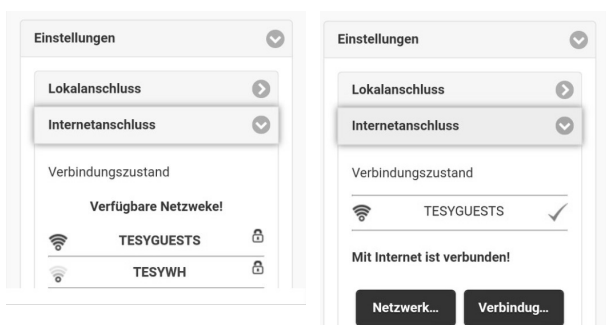 Einstellungen
Lokalanschluss
Internetanschluss
Verbindungszustand
Verfügbare Netzweke!
TESYGUESTS
TESYWH
Einstellungen
Lokalanschluss
Internetanschluss
Verbindungszustand
TESYGUESTS
Mit Internet ist verbunden!
Netzwerk... Verbindug...